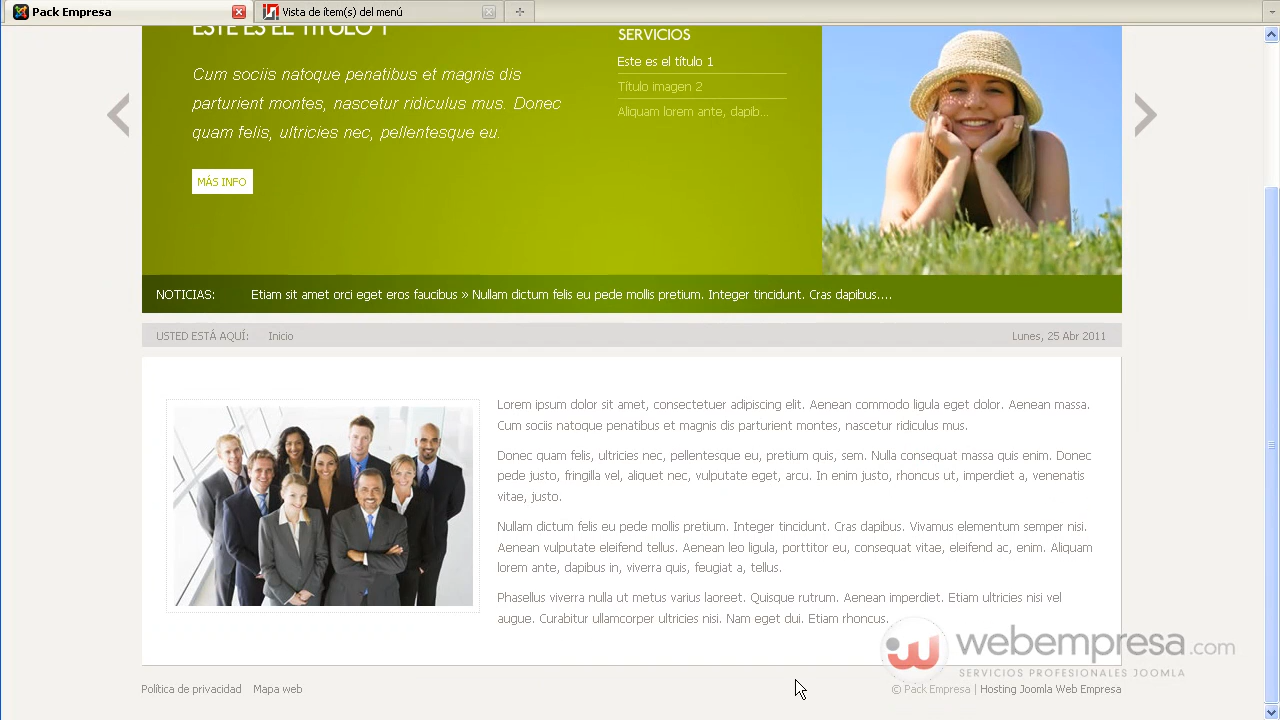 Pack Empresa
Vista de ítem(s) del menú
ESTE ES EL TÍTULO 1
Cum sociis natoque penatibus et magnis dis
parturient montes, nascetur ridiculus mus. Donec
quam felis, ultricies nec, pellentesque eu.
MÁS INFO
SERVICIOS
Este es el título 1
Título imagen 2
Aliquam lorem ante, dapib...
NOTICIAS: Etiam sit amet orci eget eros faucibus » Nullam dictum felis eu pede mollis pretium. Integer tincidunt. Cras dapibus....
USTED ESTÁ AQUÍ: Inicio Lunes, 25 Abr 2011
Lorem ipsum dolor sit amet, consectetuer adipiscing elit. Aenean commodo ligula eget dolor. Aenean massa.
Cum sociis natoque penatibus et magnis dis parturient montes, nascetur ridiculus mus.
Donec quam felis, ultricies nec, pellentesque eu, pretium quis, sem. Nulla consequat massa quis enim. Donec
pede justo, fringilla vel, aliquet nec, vulputate eget, arcu. In enim justo, rhoncus ut, imperdiet a, venenatis
vitae, justo.
Nullam dictum felis eu pede mollis pretium. Integer tincidunt. Cras dapibus. Vivamus elementum semper nisi.
Aenean vulputate eleifend tellus. Aenean leo ligula, porttitor eu, consequat vitae, eleifend ac, enim. Aliquam
lorem ante, dapibus in, viverra quis, feugiat a, tellus.
Phasellus viverra nulla ut metus varius laoreet. Quisque rutrum. Aenean imperdiet. Etiam ultricies nisi vel
augue. Curabitur ullamcorper ultricies nisi. Nam eget dui. Etiam rhoncus.
webempresa.com
SERVICIOS PROFESIONALES JOOMLA
Política de privacidad Mapa web © Pack Empresa | Hosting Joomla Web Empresa